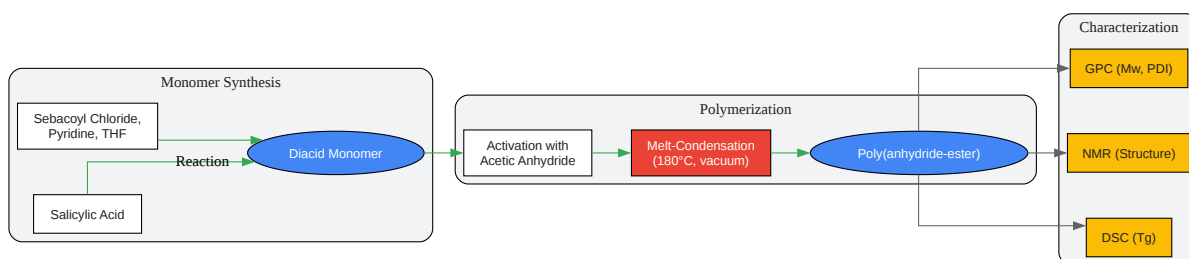 Characterization
GPC (Mw, PDI)
Monomer Synthesis
Sebacoyl Chloride,
Pyridine, THF
Reaction
Salicylic Acid
Diacid Monomer
Polymerization
Activation with
Acetic Anhydride
Melt-Condensation
(180°C, vacuum)
Poly(anhydride-ester)
NMR (Structure)
DSC (Tg)